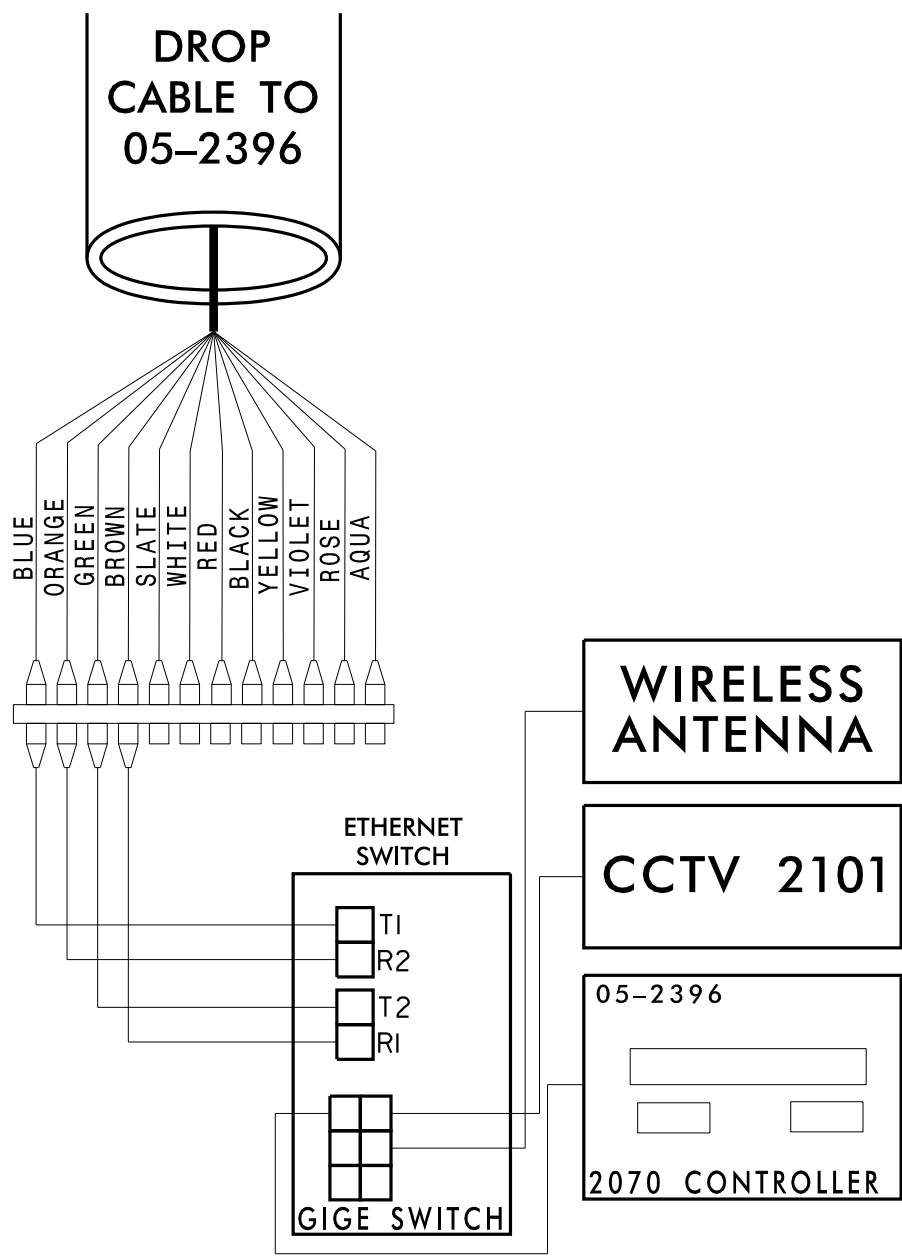 DROP
CABLE TO
05–2396
BLUE
ORANGE
GREEN
BROWN
SLATE
WHITE
RED
BLACK
YELLOW
VIOLET
ROSE
AQUA
WIRELESS
ANTENNA
ETHERNET
SWITCH
CCTV 2101
T1
R2
T2
R1
GIGE SWITCH
05–2396
2070 CONTROLLER